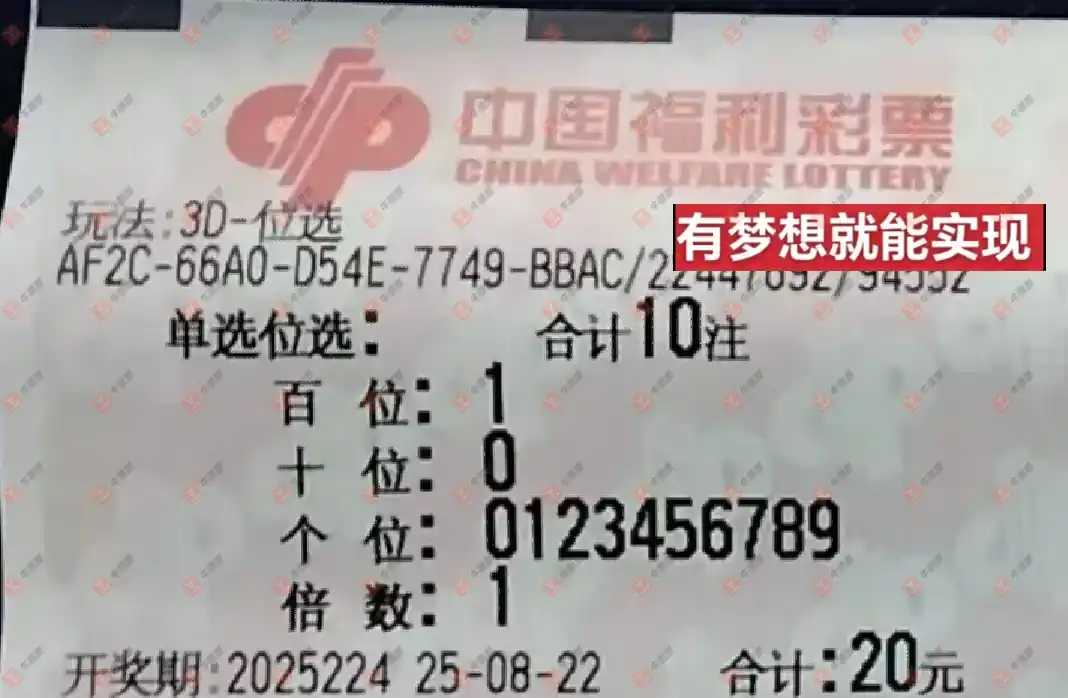 中国福利彩票
CHINA WELFARE LOTTERY
玩法:3D-位选
有梦想就能实现
AF2C-66A0-D54E-7749-BBAC/22447692/94552
单选位选: 合计10注
百 位: 1
十 位: 0
个 位: 0123456789
倍 数: 1
开奖期:2025224 25-08-22 合计:20元